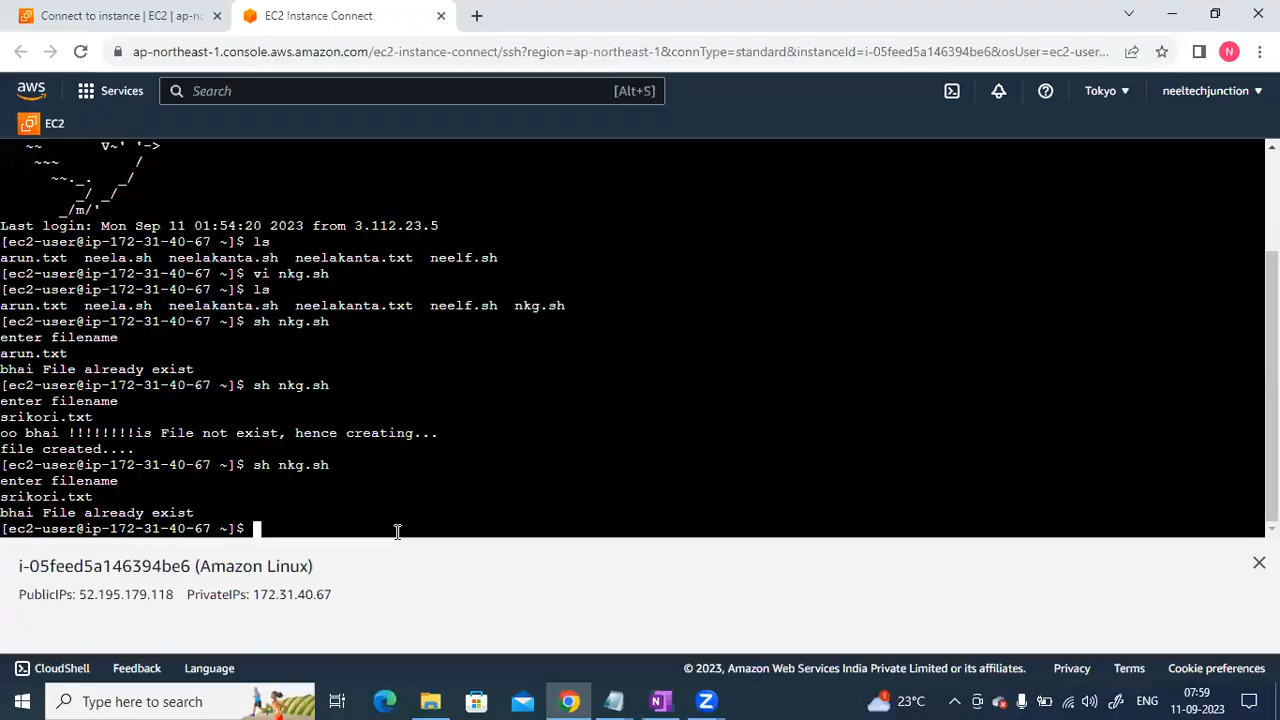 Connect to instance | EC2 | ap-no
EC2 Instance Connect
ap-northeast-1.console.aws.amazon.com/ec2-instance-connect/ssh?region=ap-northeast-1&connType=standard&instanceId=i-05feed5a146394be6&osUser=ec2-user...
N
aws
Services
Search
[Alt+S]
Tokyo
neeltechjunction
EC2
~~       V~' '->
~~~         /
~~._.   _/
_/ _/
_/m/'
Last login: Mon Sep 11 01:54:20 2023 from 3.112.23.5
[ec2-user@ip-172-31-40-67 ~]$ ls
arun.txt  neela.sh  neelakanta.sh  neelakanta.txt  neelf.sh
[ec2-user@ip-172-31-40-67 ~]$ vi nkg.sh
[ec2-user@ip-172-31-40-67 ~]$ ls
arun.txt  neela.sh  neelakanta.sh  neelakanta.txt  neelf.sh  nkg.sh
[ec2-user@ip-172-31-40-67 ~]$ sh nkg.sh
enter filename
arun.txt
bhai File already exist
[ec2-user@ip-172-31-40-67 ~]$ sh nkg.sh
enter filename
srikori.txt
oo bhai !!!!!!!!is File not exist, hence creating...
file created....
[ec2-user@ip-172-31-40-67 ~]$ sh nkg.sh
enter filename
srikori.txt
bhai File already exist
[ec2-user@ip-172-31-40-67 ~]$
i-05feed5a146394be6 (Amazon Linux)
PublicIPs: 52.195.179.118 PrivateIPs: 172.31.40.67
CloudShell Feedback Language © 2023, Amazon Web Services India Private Limited or its affiliates. Privacy Terms Cookie preferences
Type here to search
23°C
ENG
07:59
11-09-2023